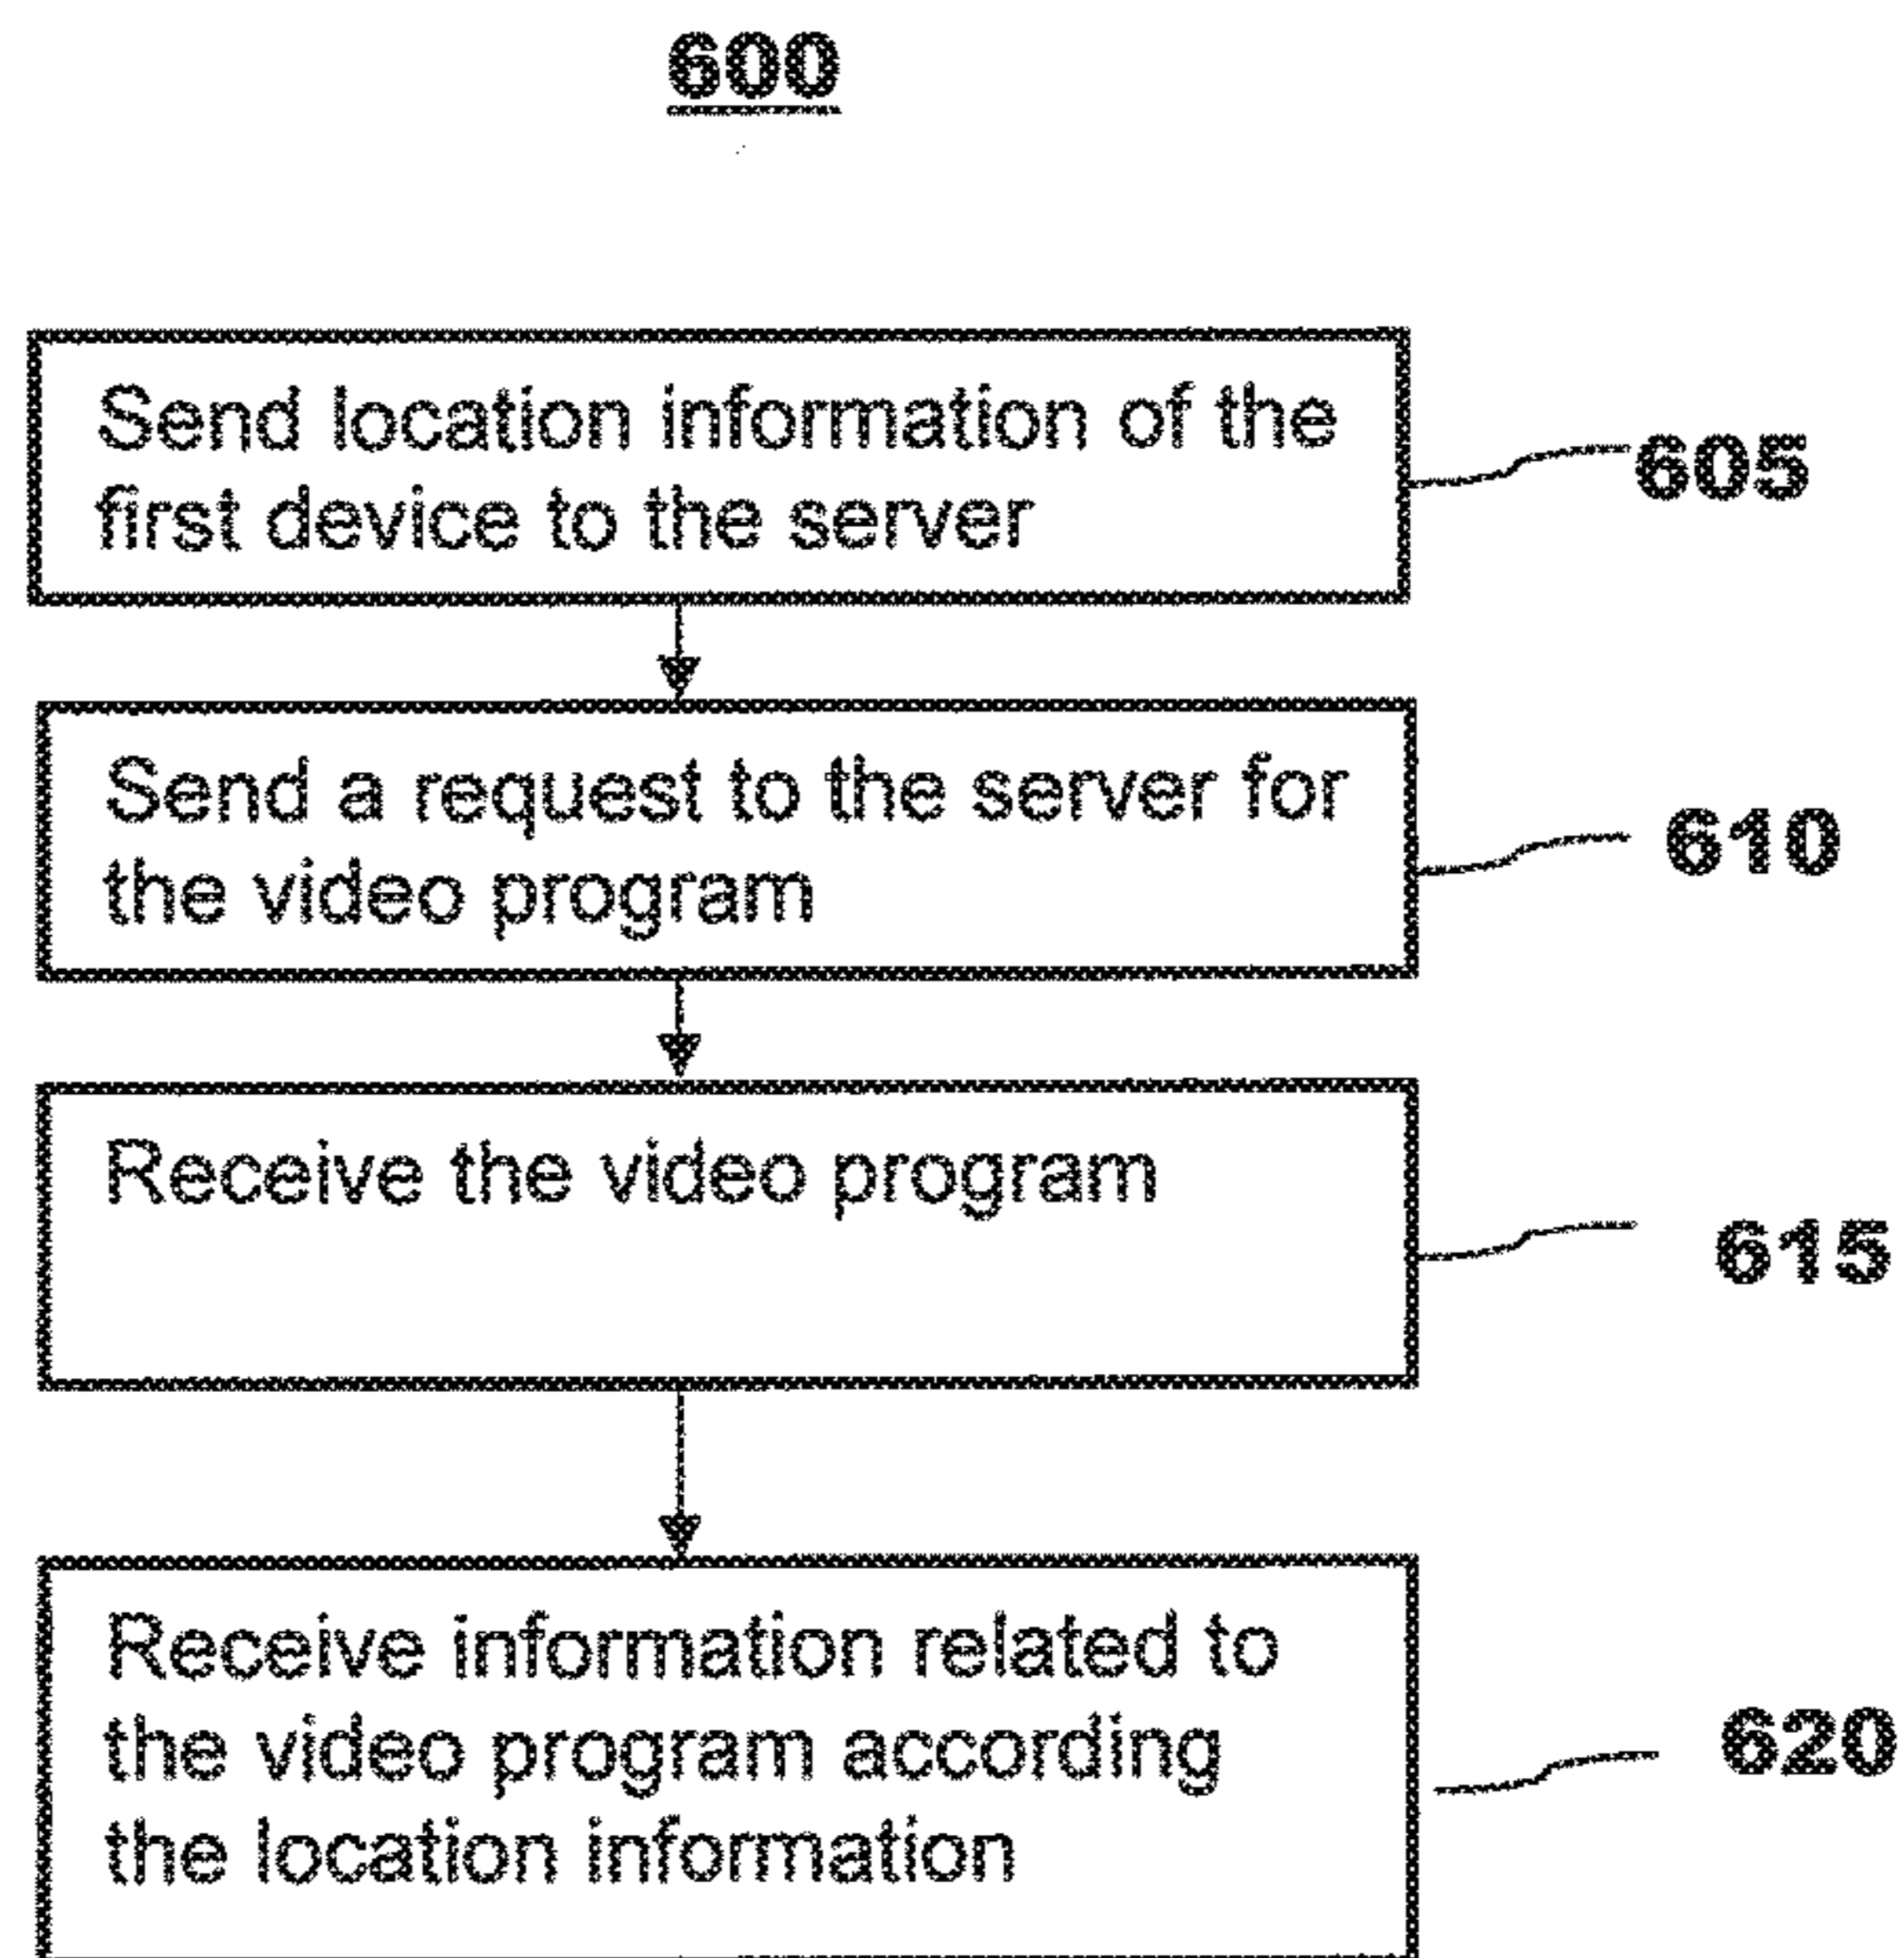 600
Send location information of the
first device to the server
605
Send a request to the server for
the video program
610
Receive the video program
615
Receive information related to
the video program according
the location information
620